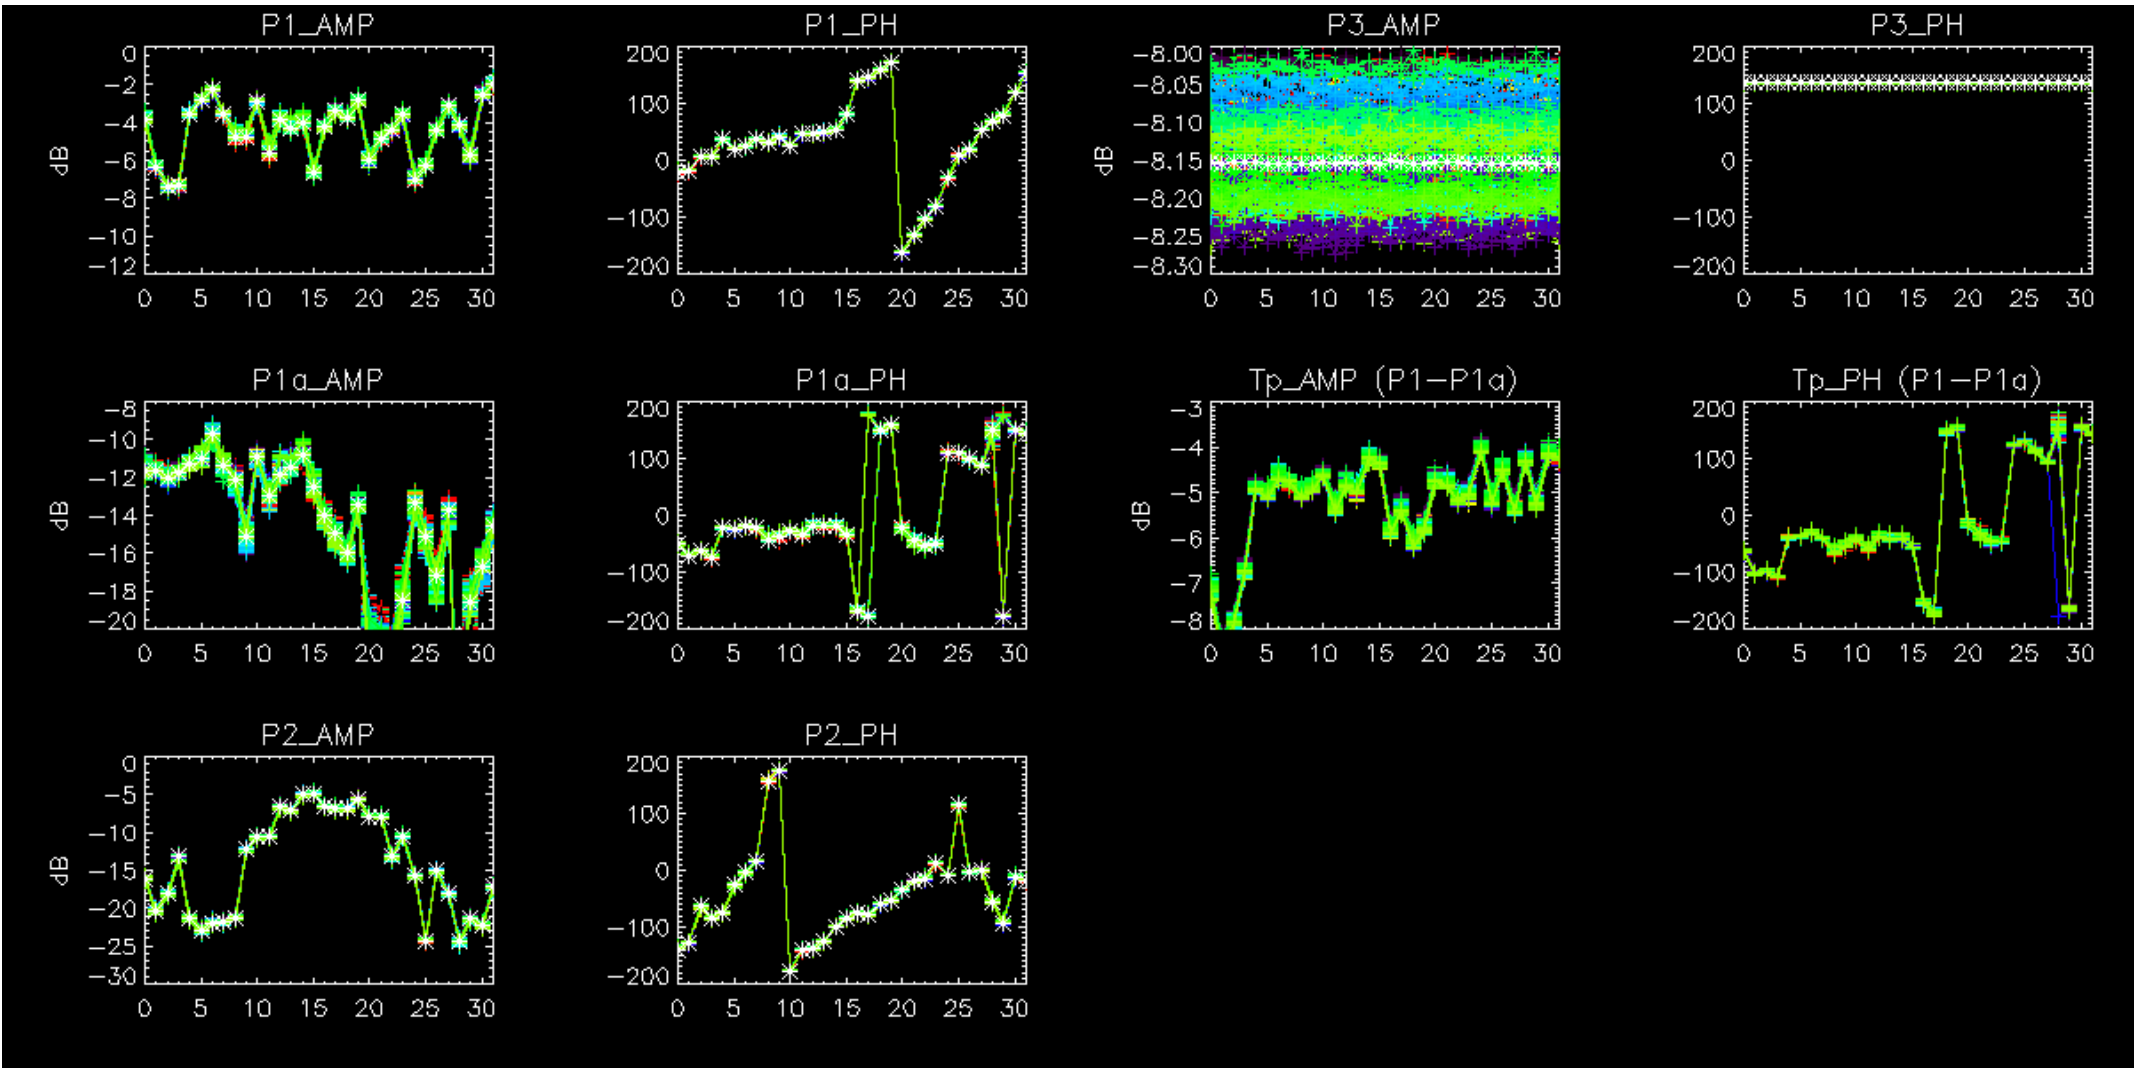 P1_AMP P1_PH P3_AMP P3_PH
0 200 -8.00 200
-2 -8.05
-4 100 -8.10 100
dB -6 0 dB -8.15 0
-8 -8.20
-10 -100 -8.25 -100
-12 -200 -8.30 -200
0 5 10 15 20 25 30 0 5 10 15 20 25 30 0 5 10 15 20 25 30 0 5 10 15 20 25 30
P1a_AMP P1a_PH Tp_AMP (P1-P1a) Tp_PH (P1-P1a)
-8 200 -3 200
-10 100 -4 100
-12
dB -14 0 dB -5 0
-16 -100 -6 -100
-18 -7
-20 -200 -8 -200
0 5 10 15 20 25 30 0 5 10 15 20 25 30 0 5 10 15 20 25 30 0 5 10 15 20 25 30
P2_AMP P2_PH
0 200
-5 100
-10
dB -15 0
-20 -100
-25
-30 -200
0 5 10 15 20 25 30 0 5 10 15 20 25 30